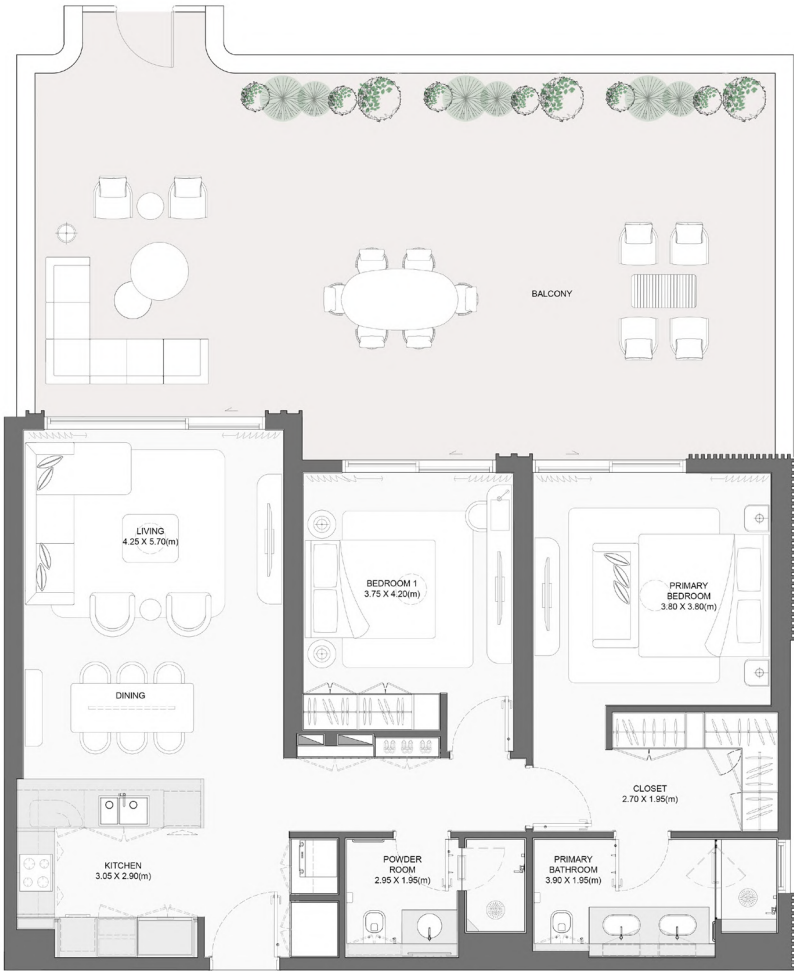 BALCONY
LIVING
4.25 X 5.70(m)
BEDROOM 1
3.75 X 4.20(m)
PRIMARY
BEDROOM
3.80 X 3.80(m)
DINING
CLOSET
2.70 X 1.95(m)
KITCHEN
3.05 X 2.90(m)
POWDER
ROOM
2.95 X 1.95(m)
PRIMARY
BATHROOM
3.90 X 1.95(m)